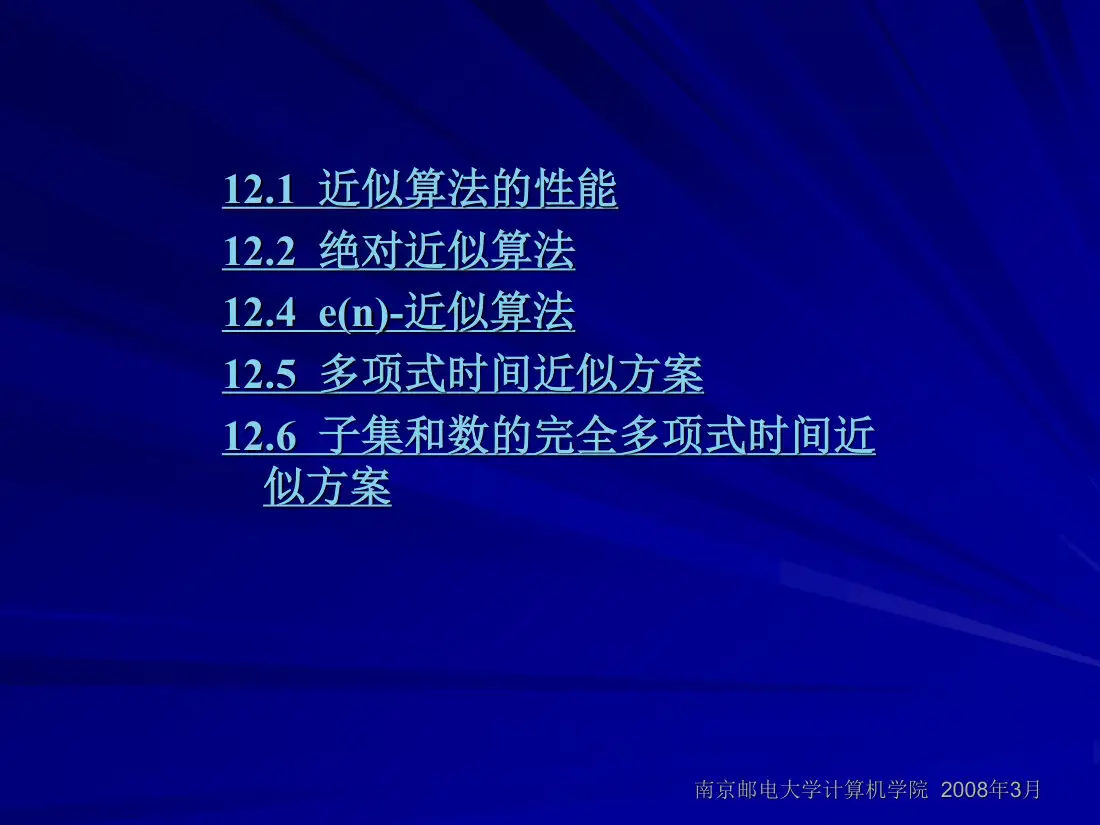 12.1 近似算法的性能
12.2 绝对近似算法
12.4 e(n)-近似算法
12.5 多项式时间近似方案
12.6 子集和数的完全多项式时间近
似方案
南京邮电大学计算机学院 2008年3月